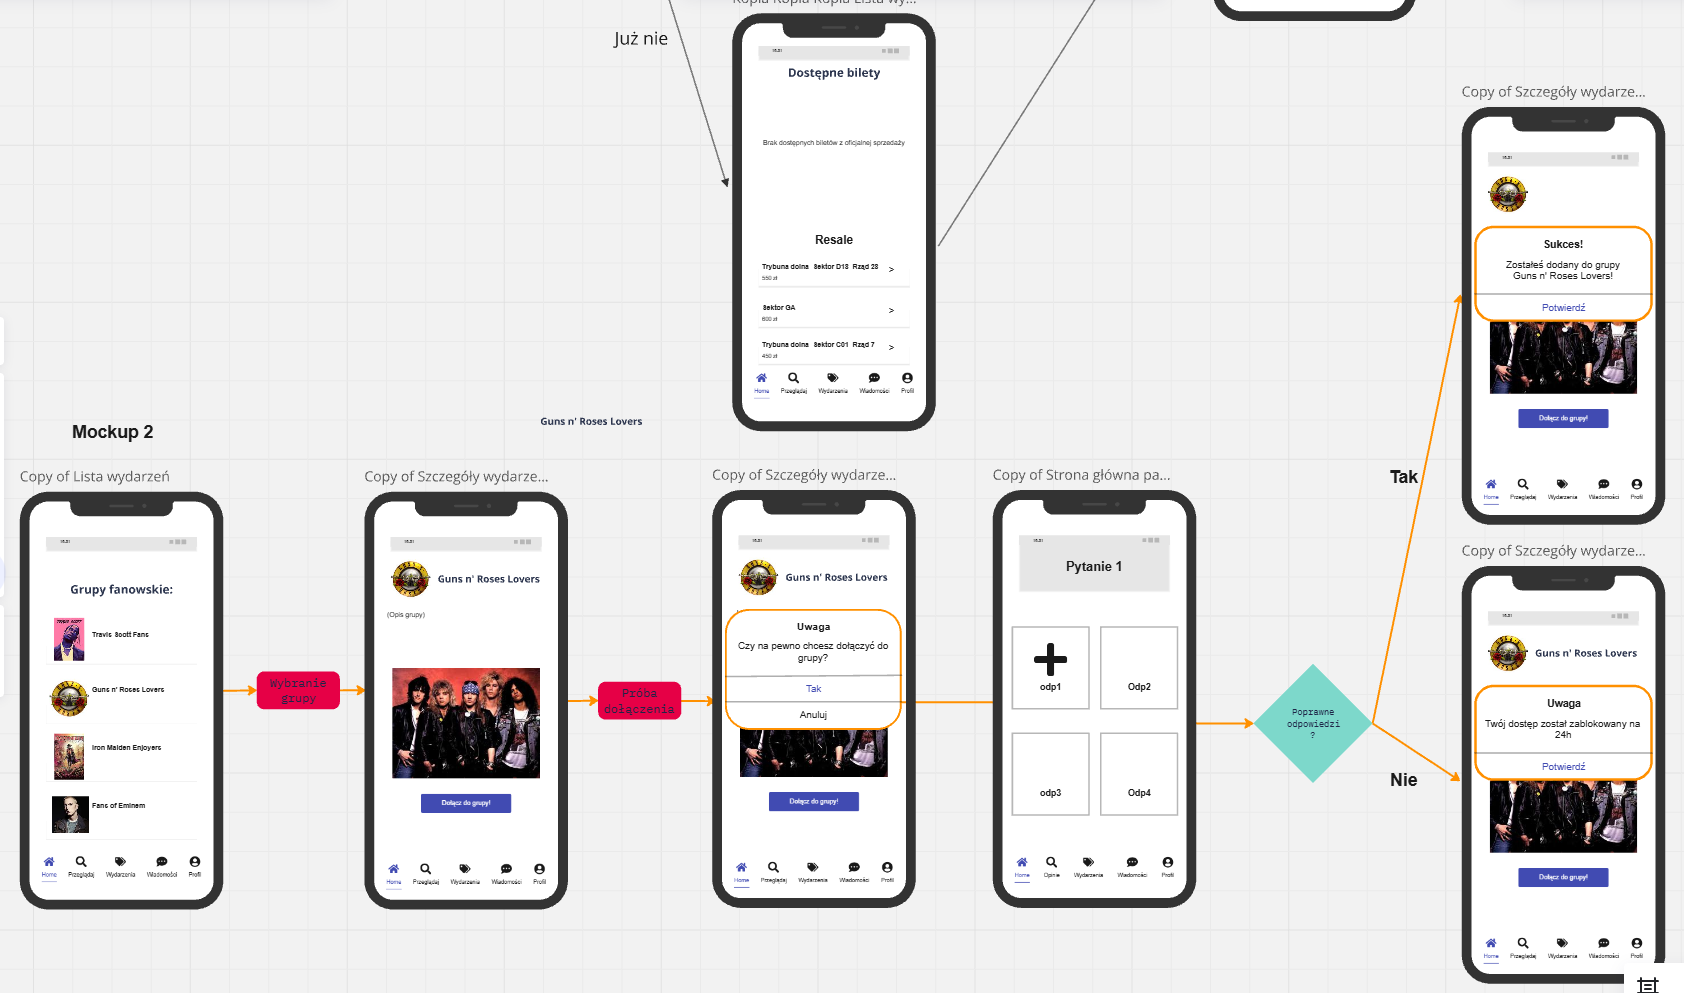 Kopia Kopia Kopia Lista wy...
Już nie
15.21
Dostępne bilety
Brak dostępnych biletów z oficjalnej sprzedaży
Resale
Trybuna dolna Sektor D13 Rząd 23
550 zł
>
Sektor GA
600 zł
>
Trybuna dolna Sektor C01 Rząd 7
450 zł
>
Home Przeglądaj Wydarzenia Wiadomości Profil
Guns n' Roses Lovers
Mockup 2
Copy of Lista wydarzeń
15.21
Grupy fanowskie:
Travis Scott Fans
Guns n' Roses Lovers
Iron Maiden Enjoyers
Fans of Eminem
Home Przeglądaj Wydarzenia Wiadomości Profil
Wybranie
grupy
Copy of Szczegóły wydarze...
15.21
Guns n' Roses Lovers
(Opis grupy)
Dołącz do grupy!
Home Przeglądaj Wydarzenia Wiadomości Profil
Próba
dołączenia
Copy of Szczegóły wydarze...
15.21
Guns n' Roses Lovers
Uwaga
Czy na pewno chcesz dołączyć do
grupy?
Tak
Anuluj
Dołącz do grupy!
Home Przeglądaj Wydarzenia Wiadomości Profil
Copy of Strona główna pa...
15.21
Pytanie 1
odp1
Odp2
odp3
Odp4
Home Opinie Wydarzenia Wiadomości Profil
Poprawne
odpowiedzi
?
Tak
Nie
Copy of Szczegóły wydarze...
15.21
Sukces!
Zostałeś dodany do grupy
Guns n' Roses Lovers!
Potwierdź
Dołącz do grupy!
Home Przeglądaj Wydarzenia Wiadomości Profil
Copy of Szczegóły wydarze...
15.21
Guns n' Roses Lovers
Uwaga
Twój dostęp został zablokowany na
24h
Potwierdź
Dołącz do grupy!
Home Przeglądaj Wydarzenia Wiadomości Profil